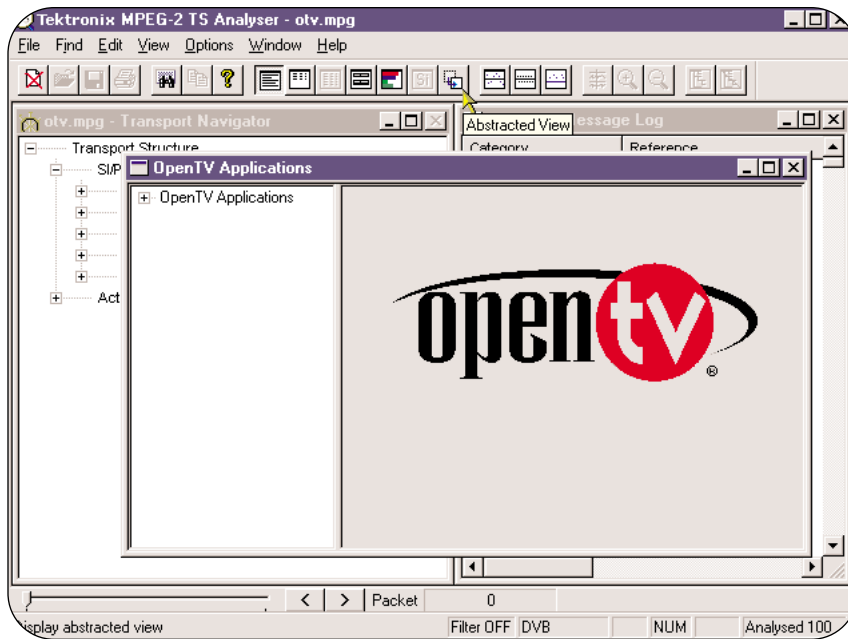 Tektronix MPEG-2 TS Analyser - otv.mpg
File Find Edit View Options Window Help
SI
otv.mpg - Transport Navigator
Abstracted View
essage Log
Category Reference
Transport Structure
SI/P
Act
OpenTV Applications
OpenTV Applications
opentv
®
Packet 0
isplay abstracted view
Filter OFF DVB NUM Analysed 100